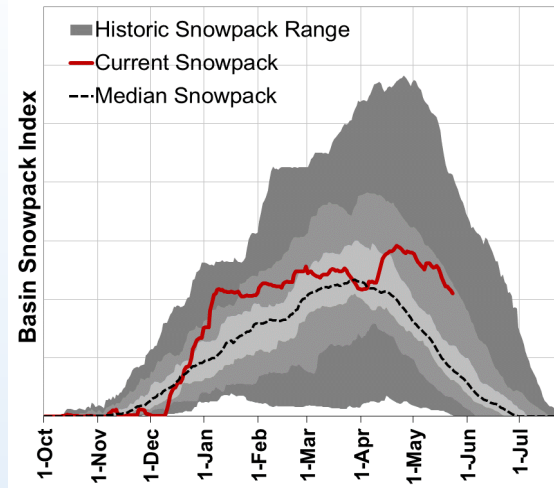 Historic Snowpack Range
Current Snowpack
Median Snowpack
Basin Snowpack Index
1-Oct
1-Nov
1-Dec
1-Jan
1-Feb
1-Mar
1-Apr
1-May
1-Jun
1-Jul